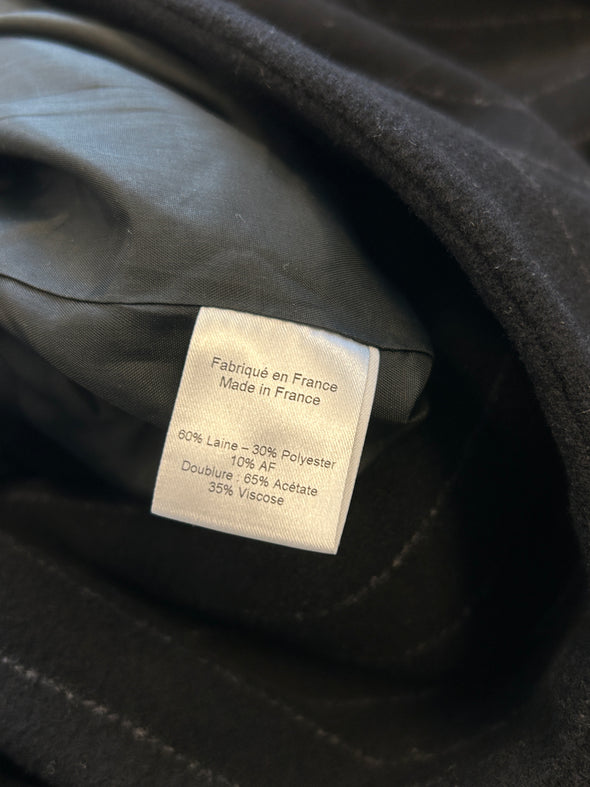 Fabriqué en France
Made in France
60% Laine – 30% Polyester
10% AF
Doublure : 65% Acétate
35% Viscose